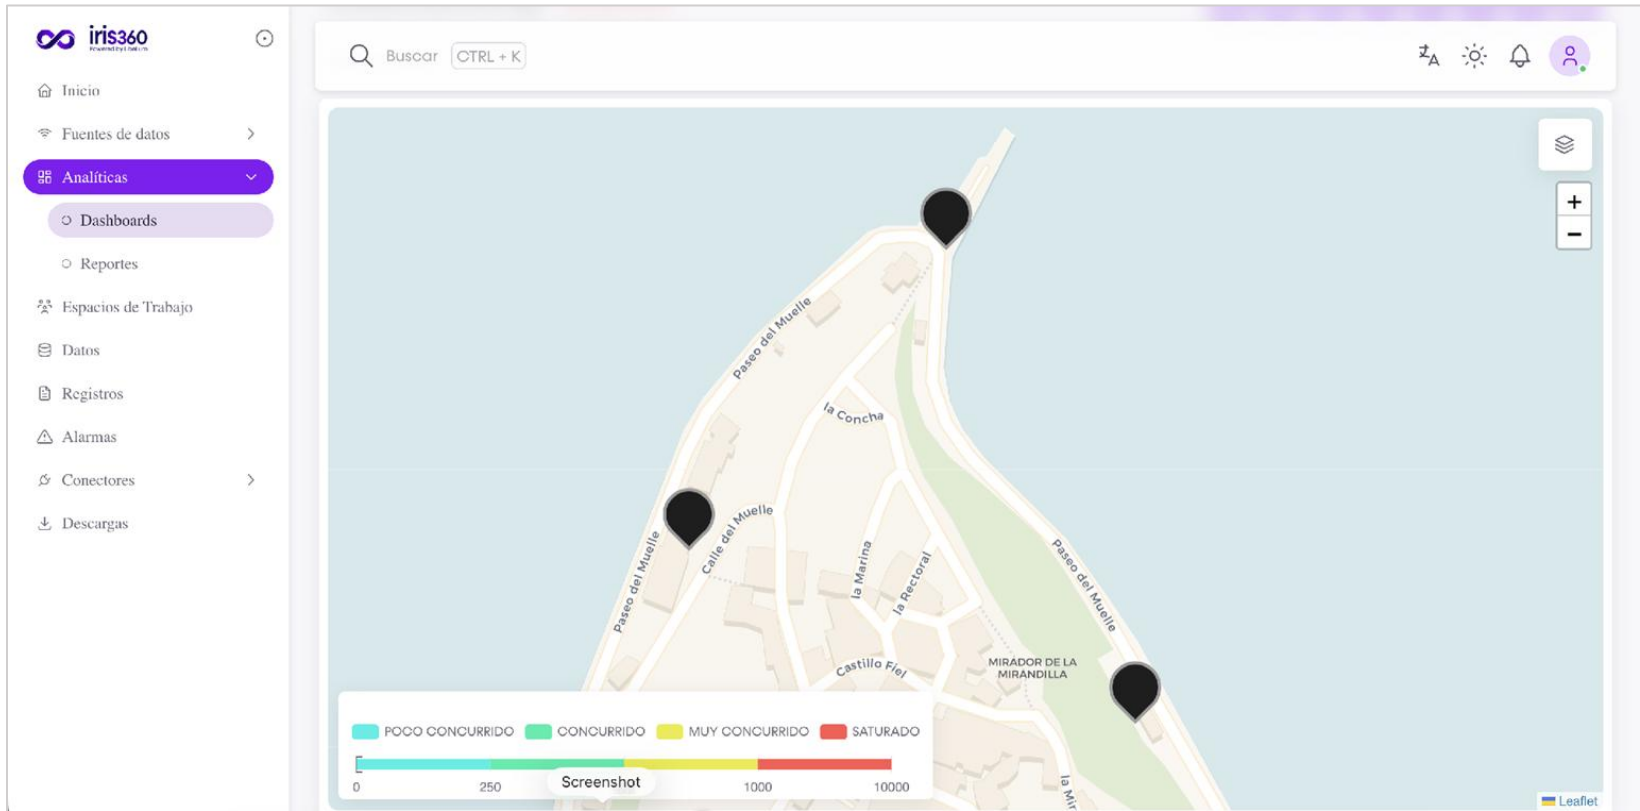 iris360
Buscar CTRL + K
Inicio
Fuentes de datos
Analíticas
Dashboards
Reportes
Espacios de Trabajo
Datos
Registros
Alarmas
Conectores
Descargas
+
−
Paseo del Muelle
la Concha
Calle del Muelle
Paseo del Muelle
la Marina
la Rectoral
Paseo del Muelle
Castillo Fiel
MIRADOR DE LA
MIRANDILLA
POCO CONCURRIDO CONCURRIDO MUY CONCURRIDO SATURADO
0 250 1000 10000
Screenshot
Leaflet